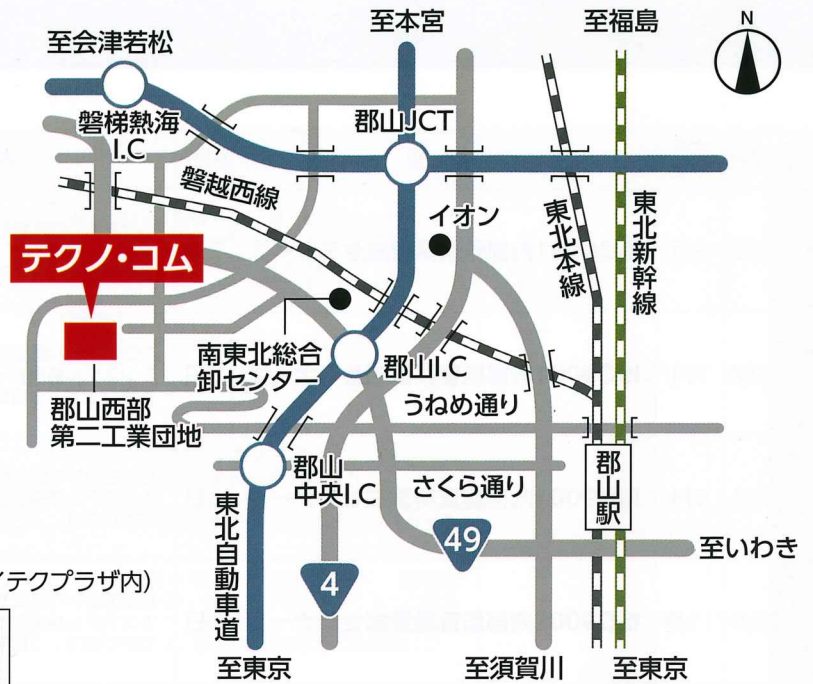 至会津若松
至本宮
至福島
N
磐梯熱海
I.C
郡山JCT
磐越西線
イオン
東北本線
東北新幹線
テクノ・コム
南東北総合
卸センター
郡山I.C
うねめ通り
郡山西部
第二工業団地
郡山
中央I.C
さくら通り
郡山駅
東北自動車道
49
至いわき
4
イテクプラザ内)
至東京
至須賀川
至東京